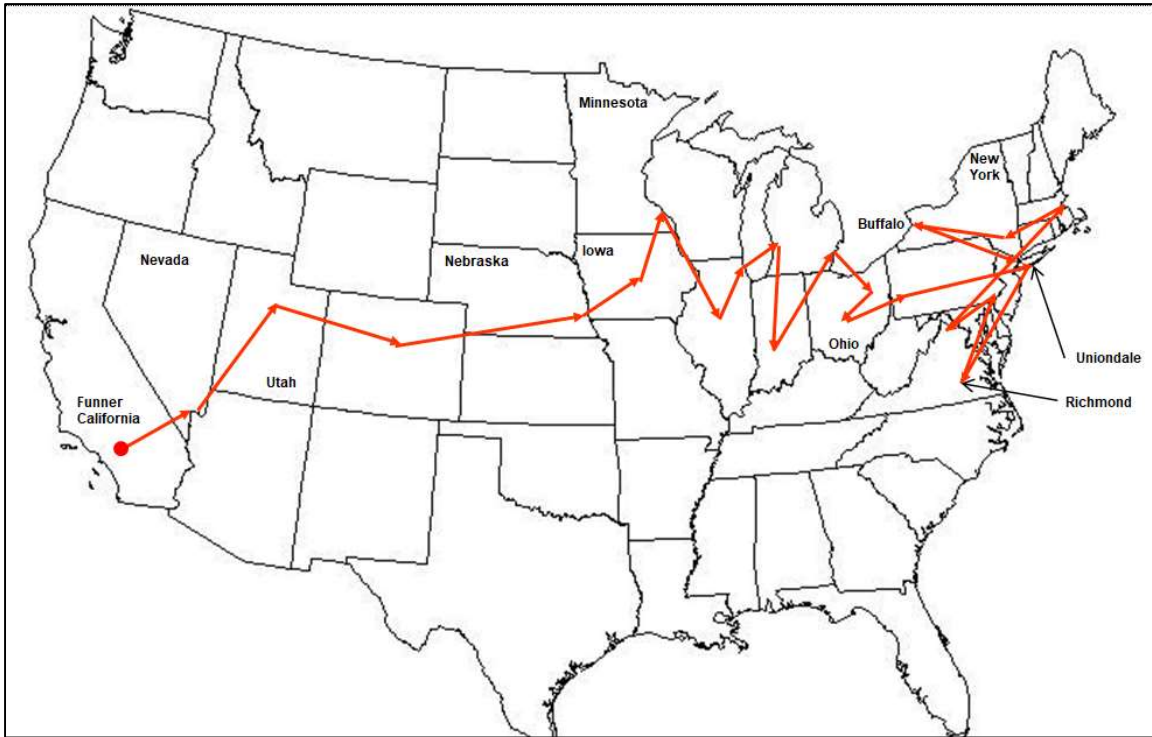 Minnesota
New
York
Buffalo
Nevada
Nebraska
Iowa
Ohio
Uniondale
Utah
Funner
California
Richmond